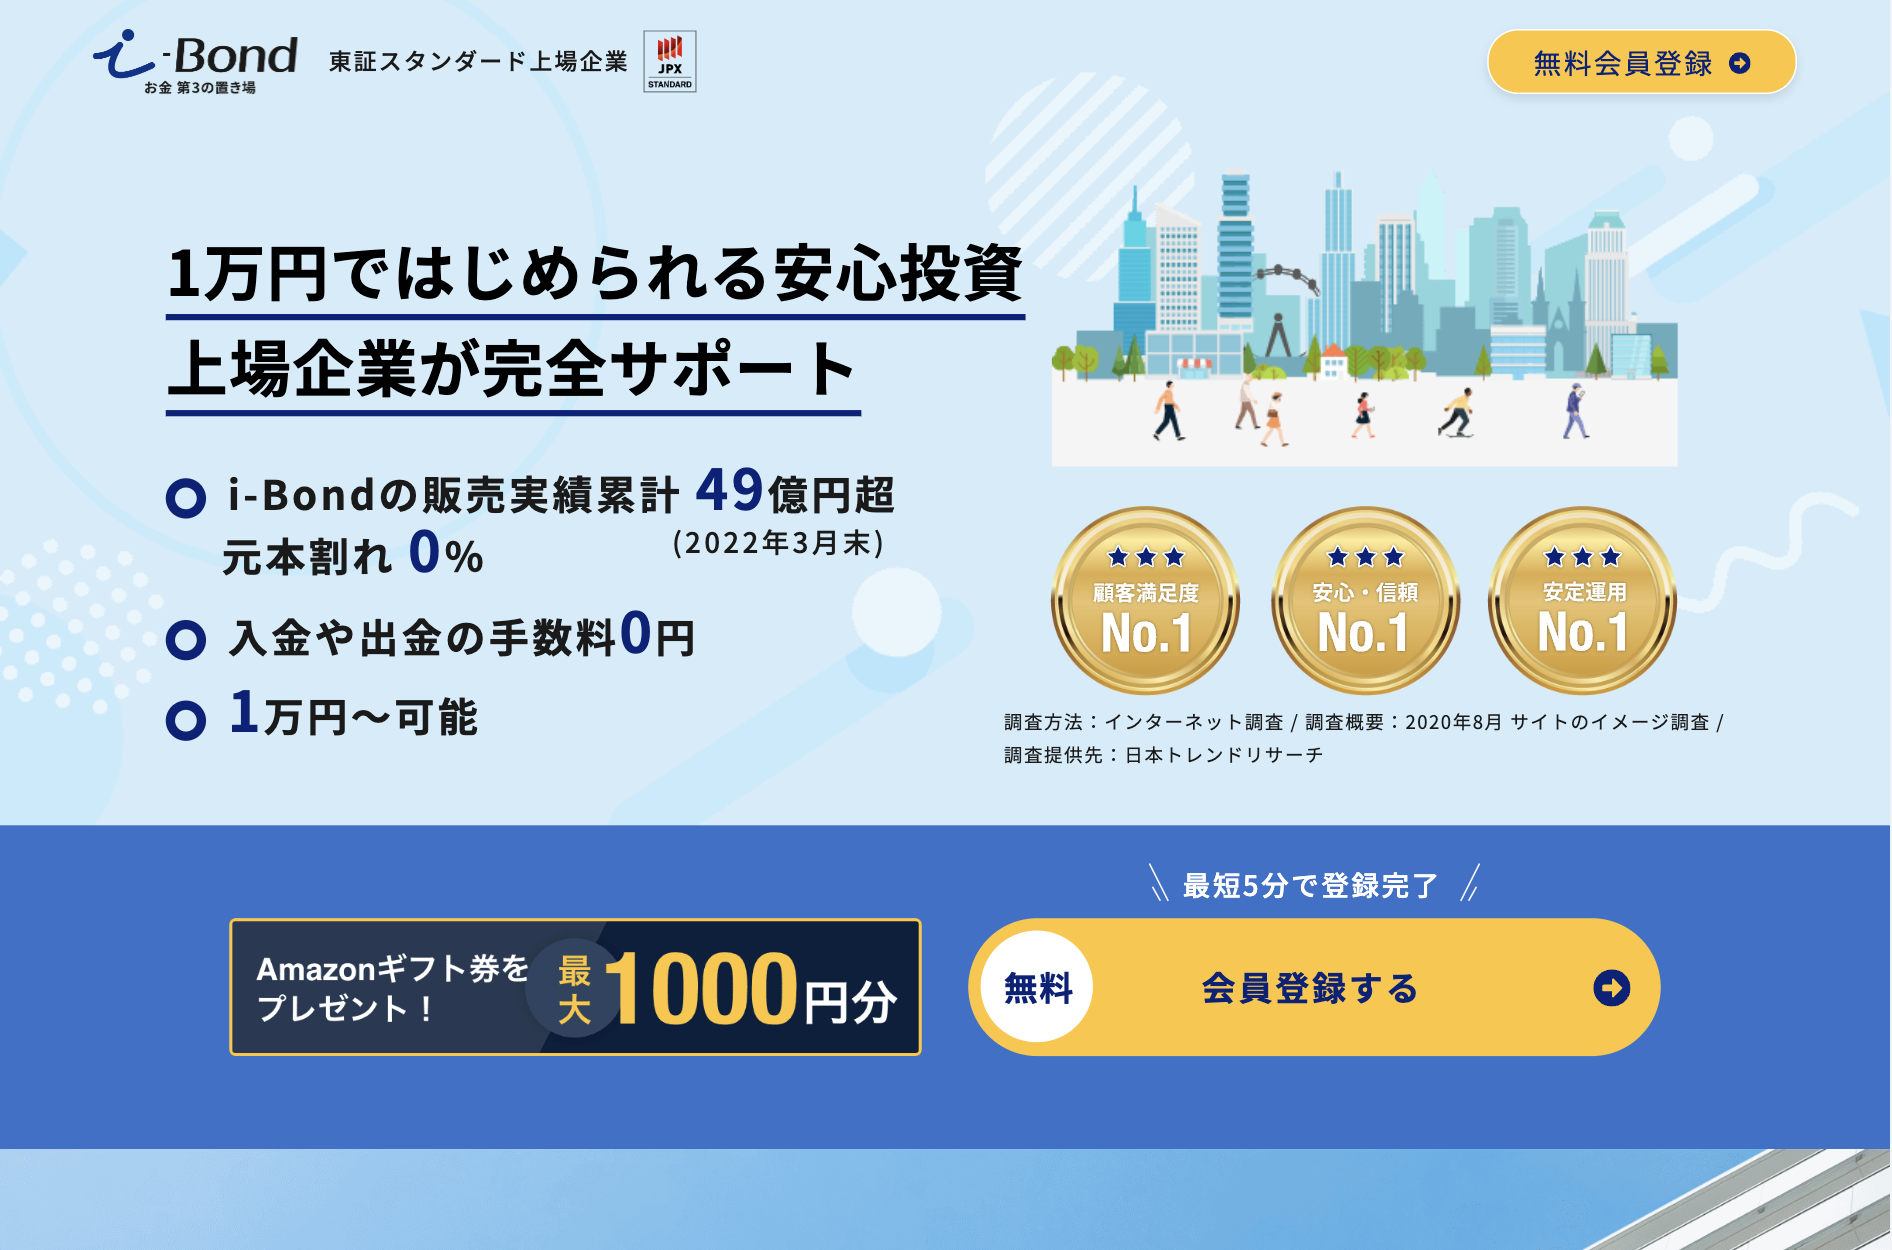 i-Bond
お金 第3の置き場
東証スタンダード上場企業
JPX
STANDARD
無料会員登録
1万円ではじめられる安心投資
上場企業が完全サポート
i-Bondの販売実績累計 49億円超
(2022年3月末)
元本割れ 0%
入金や出金の手数料0円
1万円〜可能
顧客満足度
No.1
安心・信頼
No.1
安定運用
No.1
調査方法：インターネット調査 / 調査概要：2020年8月 サイトのイメージ調査 /
調査提供先：日本トレンドリサーチ
Amazonギフト券を
プレゼント！
最大1000円分
最短5分で登録完了
無料
会員登録する